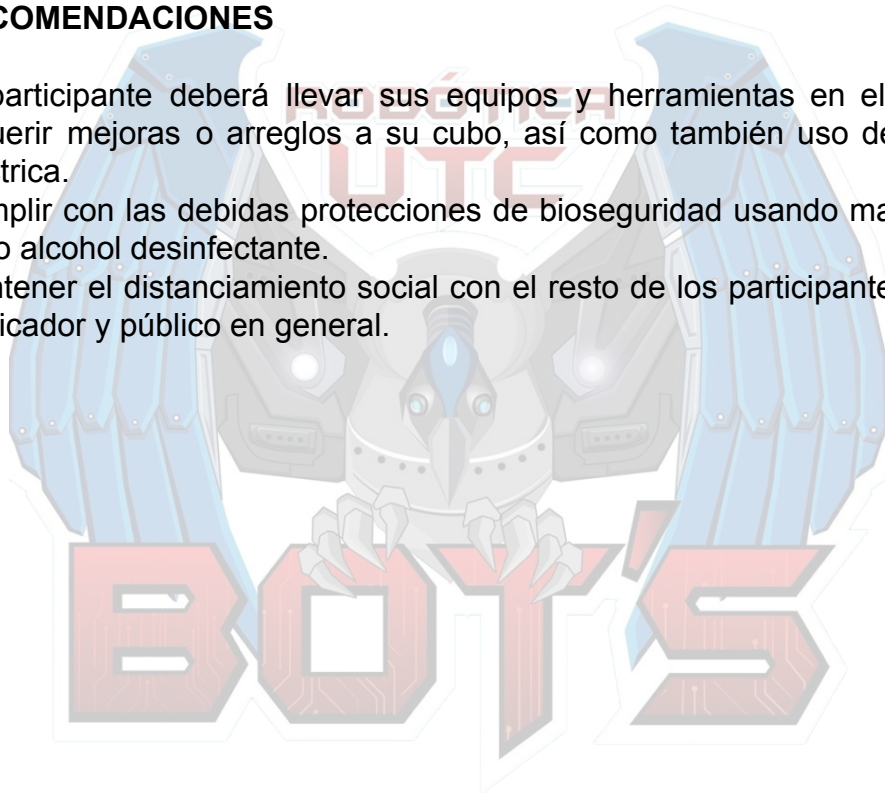 COMENDACIONES
participante deberá llevar sus equipos y herramientas en el
uerir mejoras o arreglos a su cubo, así como también uso de
trica.
mplir con las debidas protecciones de bioseguridad usando ma
o alcohol desinfectante.
ntener el distanciamiento social con el resto de los participante
icador y público en general.
ROBÓTICA
UTC
BOT'S